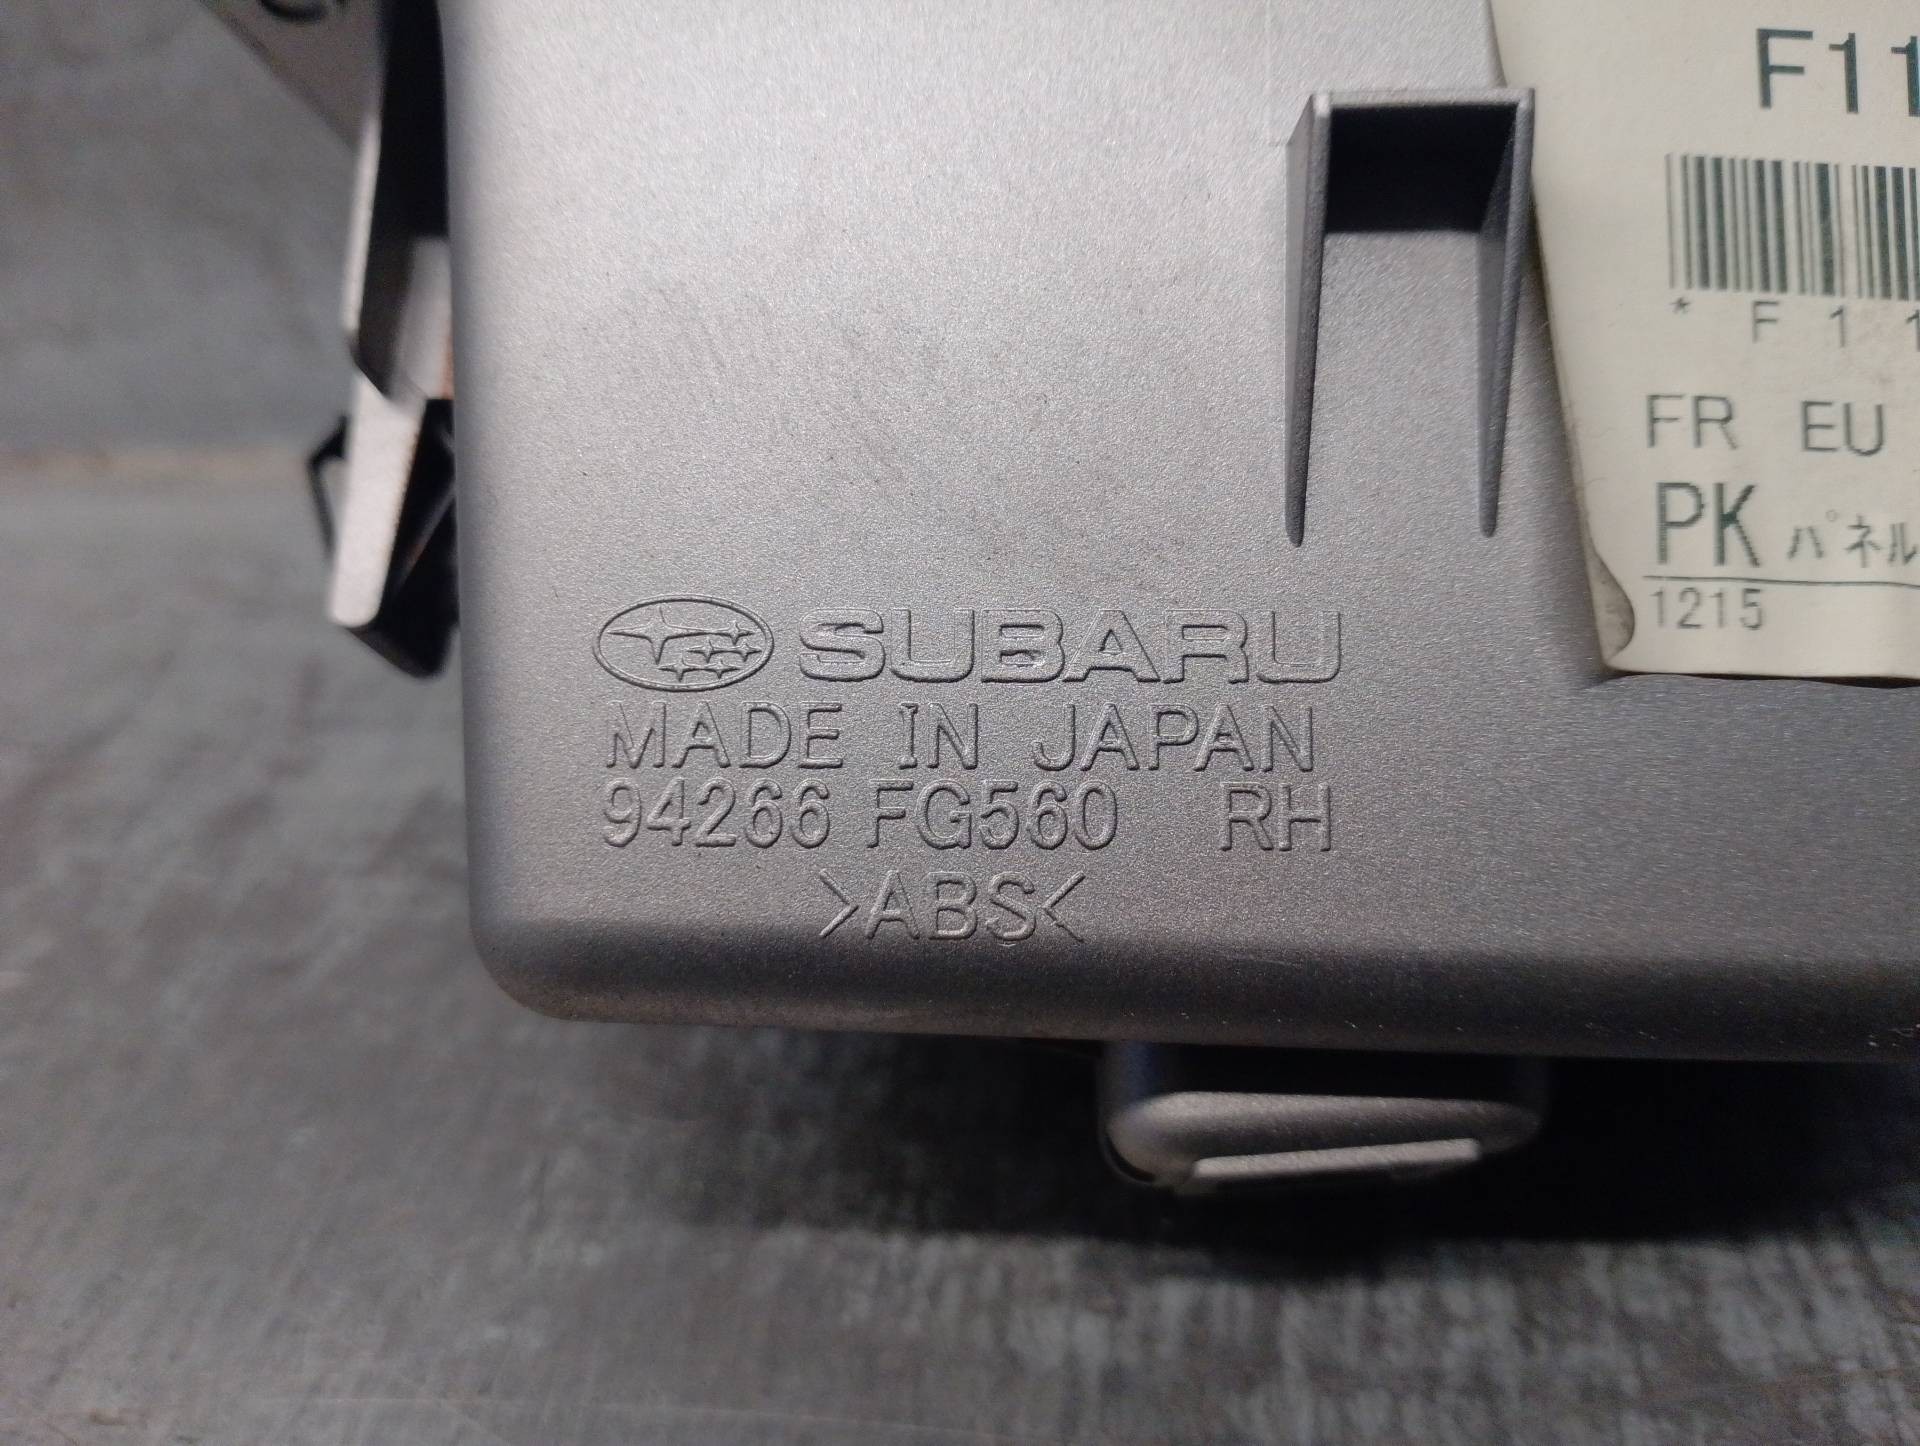 F11
* F 1 1
FR EU
PK パネル
1215
SUBARU
MADE IN JAPAN
94266 FG560 RH
>ABS<